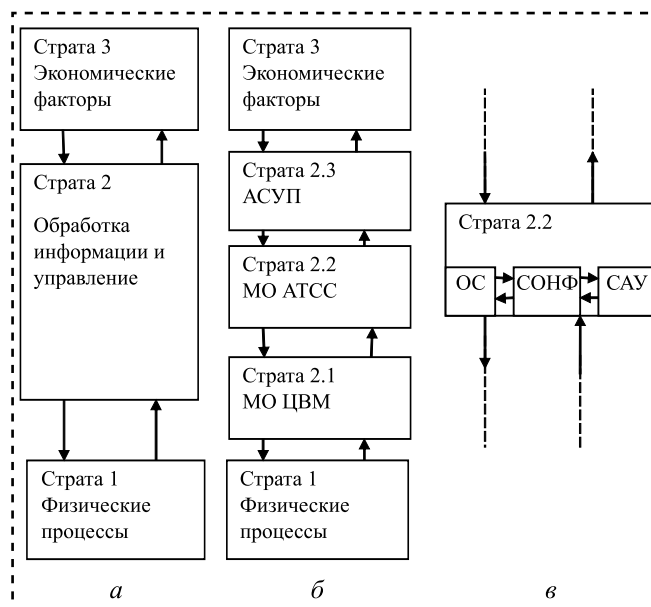 Страта 3
Экономические
факторы
Страта 2
Обработка
информации и
управление
Страта 1
Физические
процессы
а
Страта 3
Экономические
факторы
Страта 2.3
АСУП
Страта 2.2
МО АТСС
Страта 2.1
МО ЦВМ
Страта 1
Физические
процессы
б
Страта 2.2
ОС
СОНФ
САУ
в